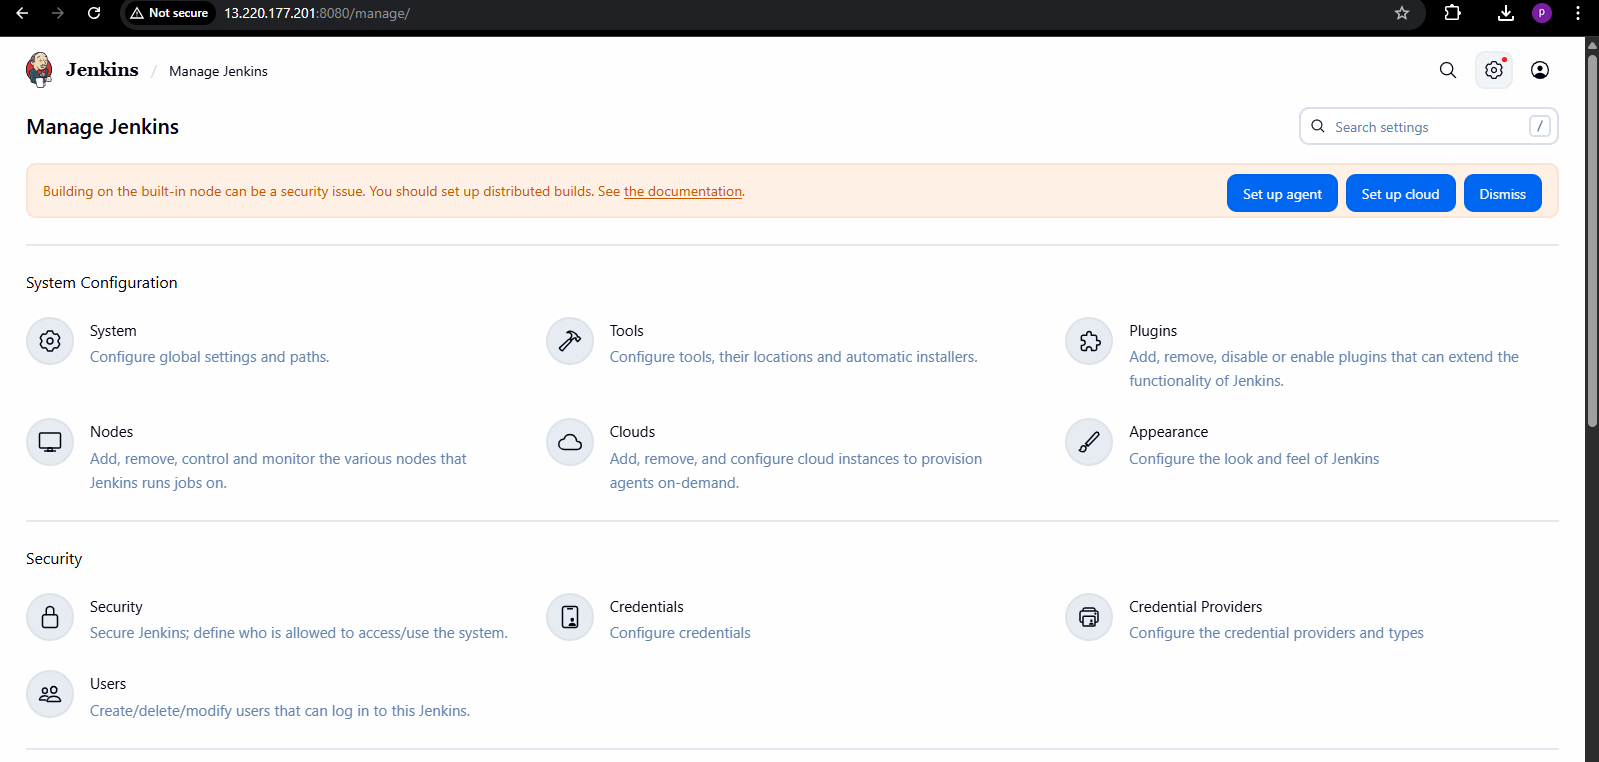 Not secure 13.220.177.201:8080/manage/
p
Jenkins / Manage Jenkins
Manage Jenkins
Search settings /
Building on the built-in node can be a security issue. You should set up distributed builds. See the documentation.
Set up agent Set up cloud Dismiss
System Configuration
System
Configure global settings and paths.
Tools
Configure tools, their locations and automatic installers.
Plugins
Add, remove, disable or enable plugins that can extend the
functionality of Jenkins.
Nodes
Add, remove, control and monitor the various nodes that
Jenkins runs jobs on.
Clouds
Add, remove, and configure cloud instances to provision
agents on-demand.
Appearance
Configure the look and feel of Jenkins
Security
Security
Secure Jenkins; define who is allowed to access/use the system.
Credentials
Configure credentials
Credential Providers
Configure the credential providers and types
Users
Create/delete/modify users that can log in to this Jenkins.